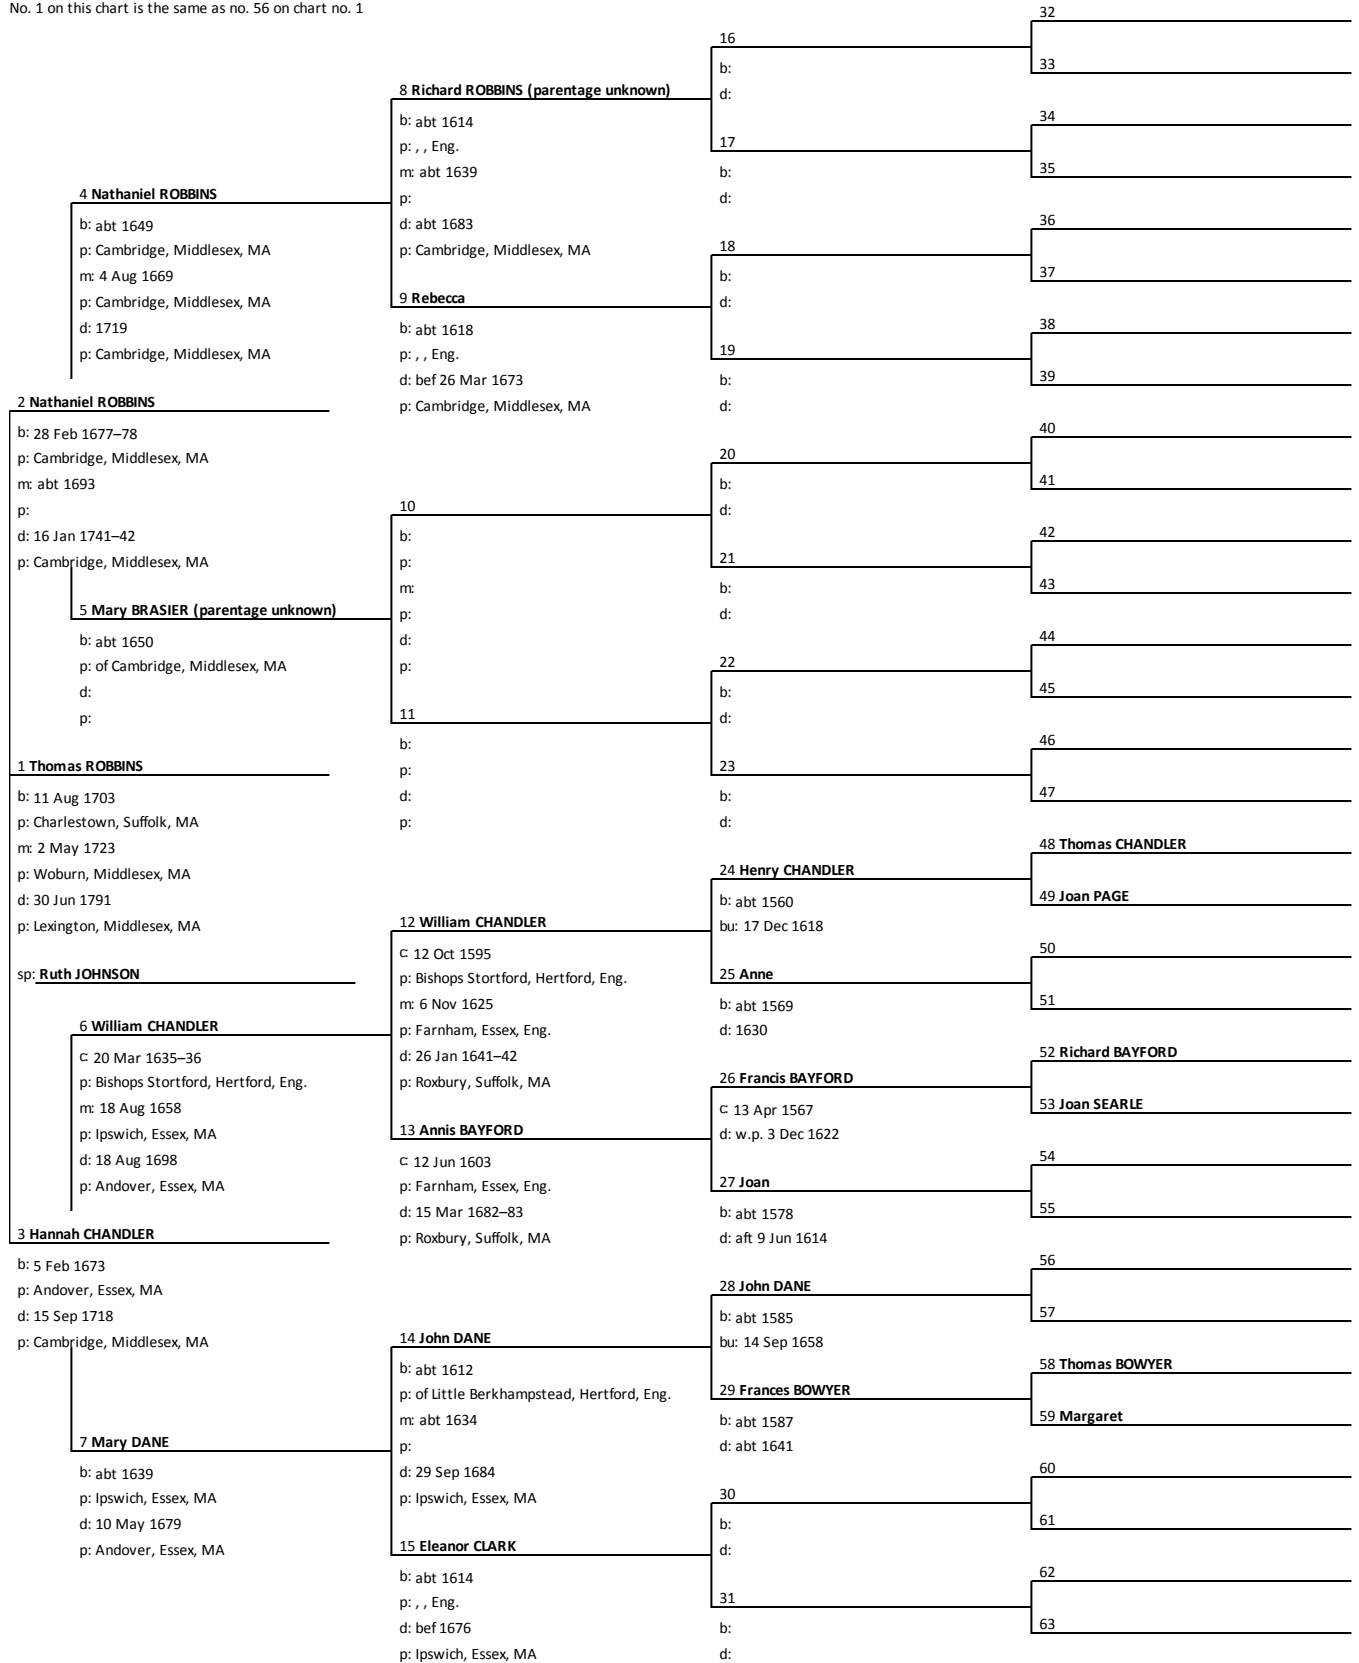 No. 1 on this chart is the same as no. 56 on chart no. 1
1 Thomas ROBBINS
b: 11 Aug 1703
p: Charlestown, Suffolk, MA
m: 2 May 1723
p: Woburn, Middlesex, MA
d: 30 Jun 1791
p: Lexington, Middlesex, MA
sp: Ruth JOHNSON
2 Nathaniel ROBBINS
b: 28 Feb 1677–78
p: Cambridge, Middlesex, MA
m: abt 1693
p:
d: 16 Jan 1741–42
p: Cambridge, Middlesex, MA
3 Hannah CHANDLER
b: 5 Feb 1673
p: Andover, Essex, MA
d: 15 Sep 1718
p: Cambridge, Middlesex, MA
4 Nathaniel ROBBINS
b: abt 1649
p: Cambridge, Middlesex, MA
m: 4 Aug 1669
p: Cambridge, Middlesex, MA
d: 1719
p: Cambridge, Middlesex, MA
5 Mary BRASIER (parentage unknown)
b: abt 1650
p: of Cambridge, Middlesex, MA
d:
p:
6 William CHANDLER
c: 20 Mar 1635–36
p: Bishops Stortford, Hertford, Eng.
m: 18 Aug 1658
p: Ipswich, Essex, MA
d: 18 Aug 1698
p: Andover, Essex, MA
7 Mary DANE
b: abt 1639
p: Ipswich, Essex, MA
d: 10 May 1679
p: Andover, Essex, MA
8 Richard ROBBINS (parentage unknown)
b: abt 1614
p: , , Eng.
m: abt 1639
p:
d: abt 1683
p: Cambridge, Middlesex, MA
9 Rebecca
b: abt 1618
p: , , Eng.
d: bef 26 Mar 1673
p: Cambridge, Middlesex, MA
10
b:
p:
m:
p:
d:
p:
11
b:
p:
d:
p:
12 William CHANDLER
c: 12 Oct 1595
p: Bishops Stortford, Hertford, Eng.
m: 6 Nov 1625
p: Farnham, Essex, Eng.
d: 26 Jan 1641–42
p: Roxbury, Suffolk, MA
13 Annis BAYFORD
c: 12 Jun 1603
p: Farnham, Essex, Eng.
d: 15 Mar 1682–83
p: Roxbury, Suffolk, MA
14 John DANE
b: abt 1612
p: of Little Berkhampstead, Hertford, Eng.
m: abt 1634
p:
d: 29 Sep 1684
p: Ipswich, Essex, MA
15 Eleanor CLARK
b: abt 1614
p: , , Eng.
d: bef 1676
p: Ipswich, Essex, MA
16
b:
d:
17
b:
d:
18
b:
d:
19
b:
d:
20
b:
d:
21
b:
d:
22
b:
d:
23
b:
d:
24 Henry CHANDLER
b: abt 1560
bu: 17 Dec 1618
25 Anne
b: abt 1569
d: 1630
26 Francis BAYFORD
c: 13 Apr 1567
d: w.p. 3 Dec 1622
27 Joan
b: abt 1578
d: aft 9 Jun 1614
28 John DANE
b: abt 1585
bu: 14 Sep 1658
29 Frances BOWYER
b: abt 1587
d: abt 1641
30
b:
d:
31
b:
d:
32
33
34
35
36
37
38
39
40
41
42
43
44
45
46
47
48 Thomas CHANDLER
49 Joan PAGE
50
51
52 Richard BAYFORD
53 Joan SEARLE
54
55
56
57
58 Thomas BOWYER
59 Margaret
60
61
62
63